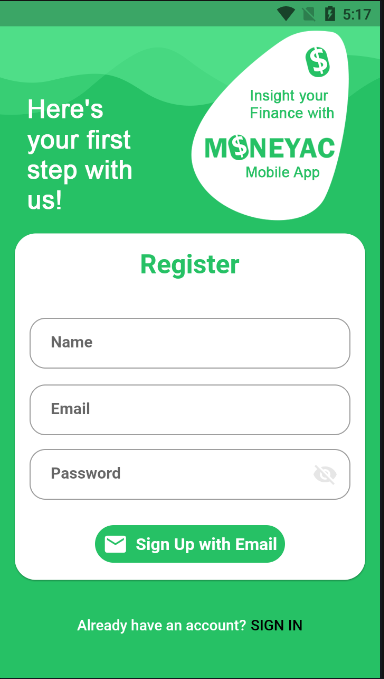 5:17
Insight your
Finance with
M$NEYAC
Mobile App
Here's
your first
step with
us!
Register
Name
Email
Password
Sign Up with Email
Already have an account? SIGN IN